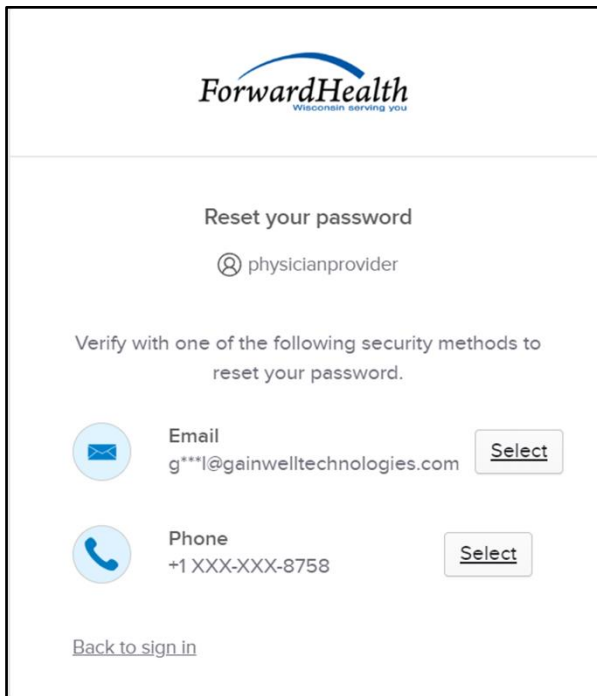 ForwardHealth
Wisconsin serving you
Reset your password
physicianprovider
Verify with one of the following security methods to
reset your password.
Email
g***l@gainwelltechnologies.com
Select
Phone
+1 XXX-XXX-8758
Select
Back to sign in